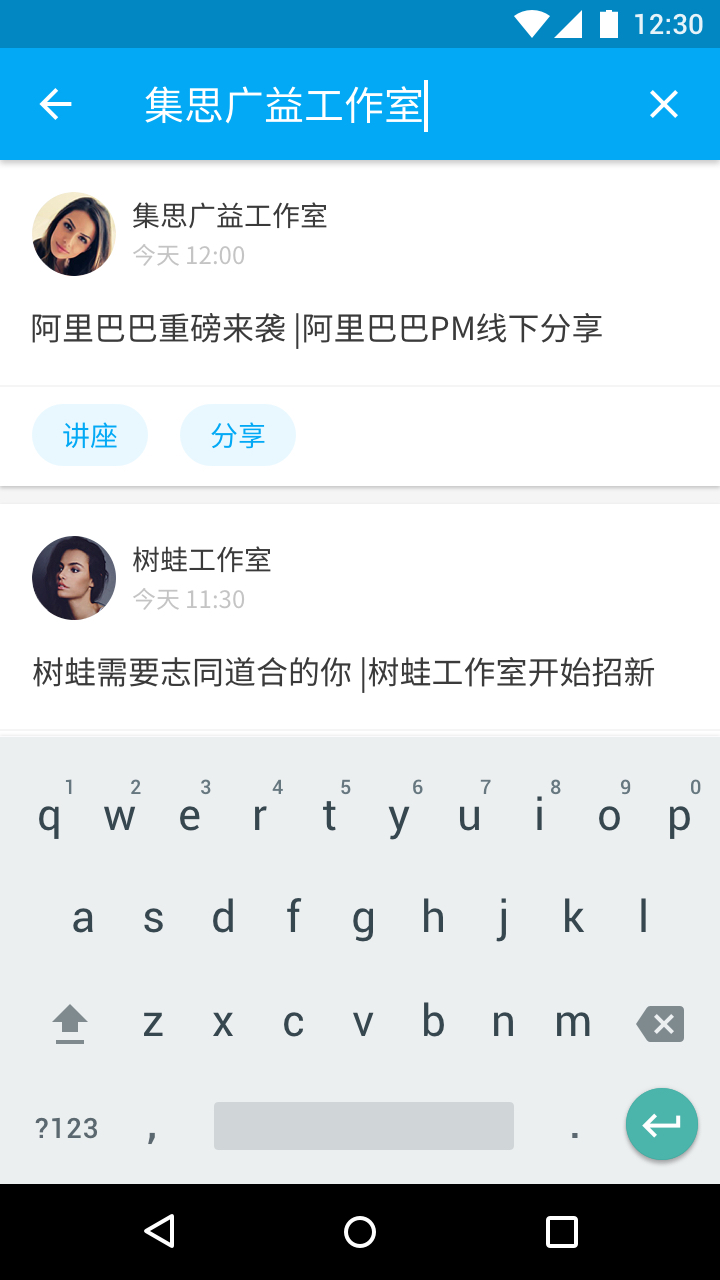 12:30
集思广益工作室
集思广益工作室
今天 12:00
阿里巴巴重磅来袭 |阿里巴巴PM线下分享
讲座 分享
树蛙工作室
今天 11:30
树蛙需要志同道合的你 |树蛙工作室开始招新
1 2 3 4 5 6 7 8 9 0
q w e r t y u i o p
a s d f g h j k l
z x c v b n m
?123 , .